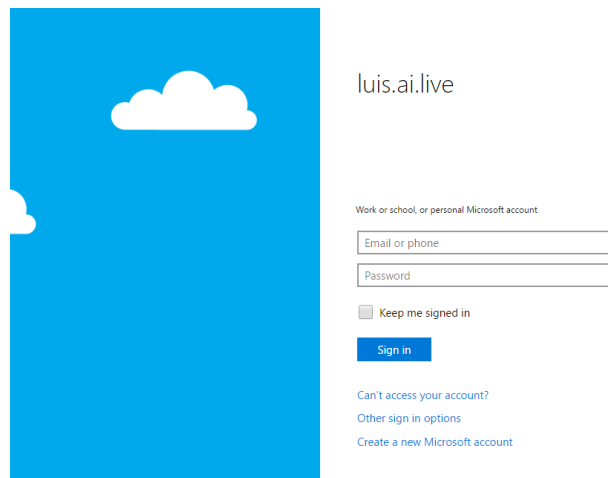 luis.ai.live
Work or school, or personal Microsoft account
Email or phone
Password
Keep me signed in
Sign in
Can't access your account?
Other sign in options
Create a new Microsoft account